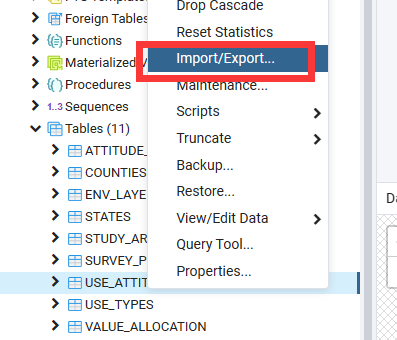 Drop Cascade
Foreign Tables
Reset Statistics
Functions
Import/Export...
Materialized
Maintenance...
Procedures
1..3 Sequences
Scripts
Tables (11)
Truncate
ATTITUDE_
Backup...
COUNTIES
Restore...
ENV_LAYE
STATES
View/Edit Data
STUDY_AR
Query Tool...
SURVEY_P
Properties...
USE_ATTIT
USE_TYPES
VALUE_ALLOCATION